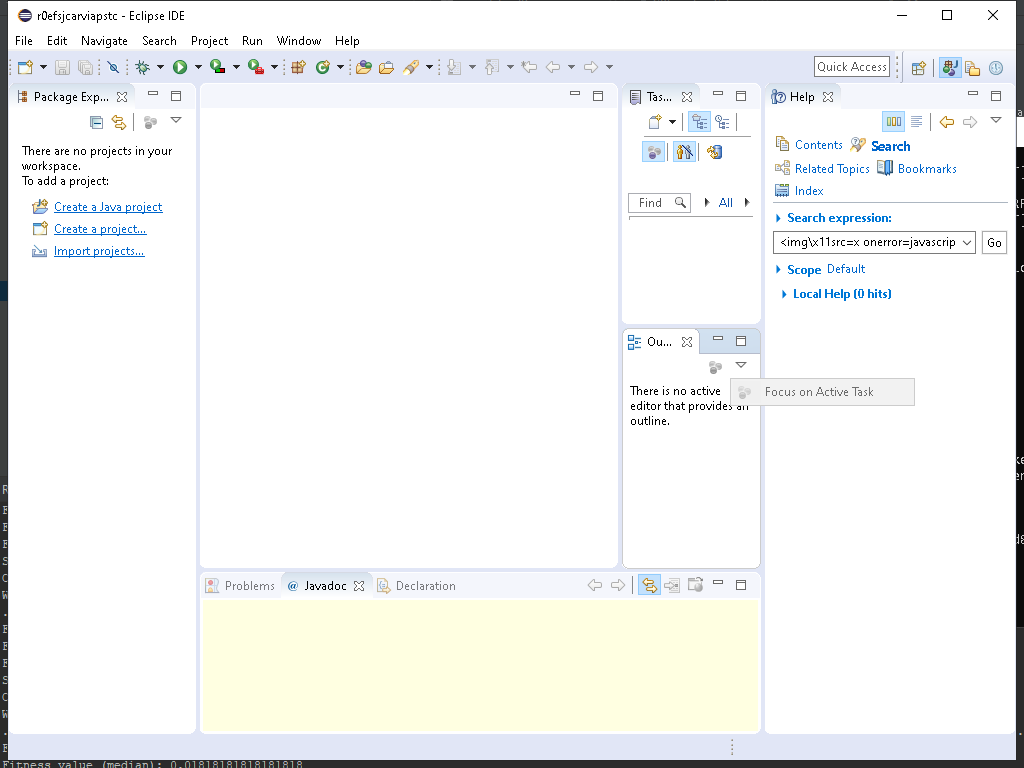 r0efsjcarviapstc - Eclipse IDE
File Edit Navigate Search Project Run Window Help
Quick Access
Package Exp...
There are no projects in your
workspace.
To add a project:
Create a Java project
Create a project...
Import projects...
Tas...
Find
All
Ou...
There is no active
editor that provides an
outline.
Focus on Active Task
Help
Contents Search
Related Topics Bookmarks
Index
Search expression:
<img\x11src=x onerror=javascrip
Go
Scope Default
Local Help (0 hits)
Problems @ Javadoc Declaration
Fitness value (median): 0.01818181818181818